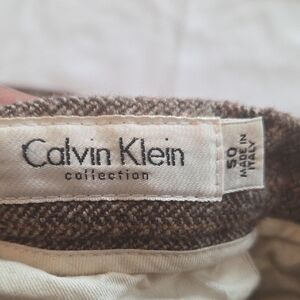 Calvin Klein
collection
50
MADE IN
ITALY